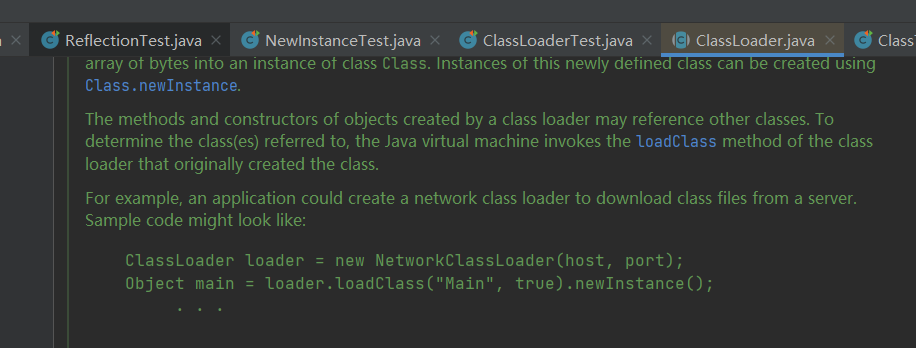 ReflectionTest.java NewInstanceTest.java ClassLoaderTest.java ClassLoader.java
array of bytes into an instance of class Class. Instances of this newly defined class can be created using
Class.newInstance.
The methods and constructors of objects created by a class loader may reference other classes. To
determine the class(es) referred to, the Java virtual machine invokes the loadClass method of the class
loader that originally created the class.
For example, an application could create a network class loader to download class files from a server.
Sample code might look like:
ClassLoader loader = new NetworkClassLoader(host, port);
Object main = loader.loadClass("Main", true).newInstance();
. . .